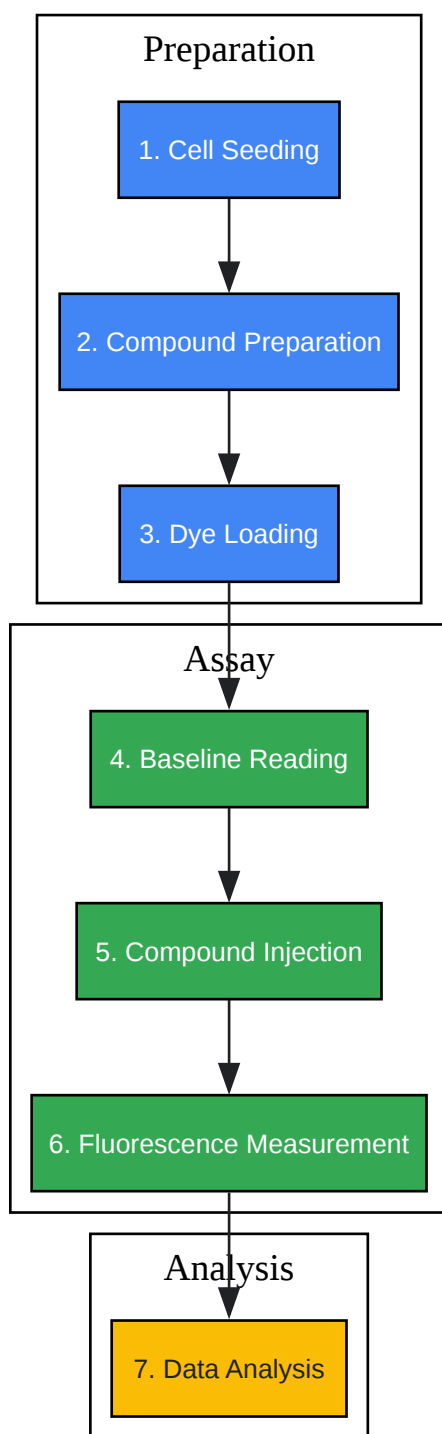 Preparation
1. Cell Seeding
2. Compound Preparation
3. Dye Loading
Assay
4. Baseline Reading
5. Compound Injection
6. Fluorescence Measurement
Analysis
7. Data Analysis